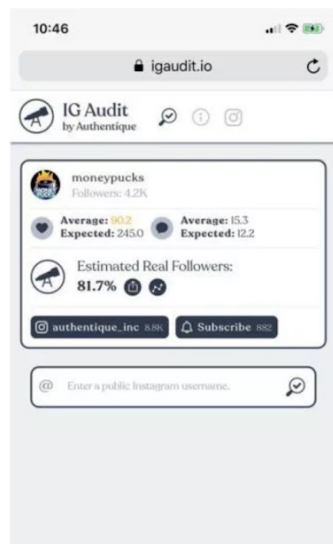 10:46
igaudit.io
IG Audit
by Authentique
moneypucks
Followers: 4.2K
Average: 90.2
Expected: 245.0
Average: 15.3
Expected: 12.2
Estimated Real Followers:
81.7%
authentique_inc 8.8K
Subscribe 882
@ Enter a public Instagram username.